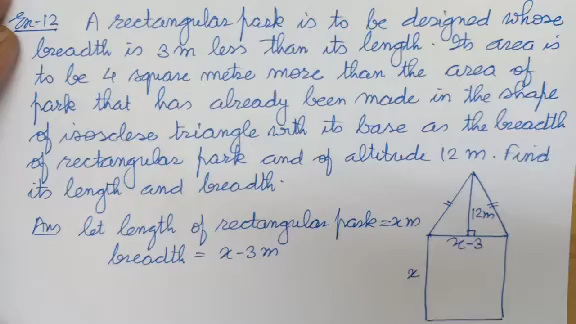 Ex-12 A rectangular park is to be designed whose
breadth is 3 m less than its length. Its area is
to be 4 square metre more than the area of
park that has already been made in the shape
of isosclese triangle with its base as the breadth
of rectangular park and of altitude 12 m. Find
its length and breadth.
Ans let length of rectangular park = x m
breadth = x-3 m
12m
x-3
x